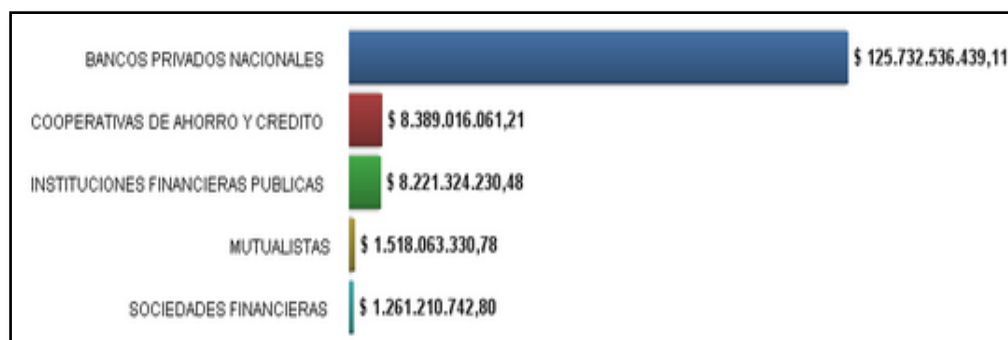 BANCOS PRIVADOS NACIONALES $ 125.732.536.439,11
COOPERATIVAS DE AHORRO Y CREDITO $ 8.389.016.061,21
INSTITUCIONES FINANCIERAS PUBLICAS $ 8.221.324.230,48
MUTUALISTAS $ 1.518.063.330,78
SOCIEDADES FINANCIERAS $ 1.261.210.742,80